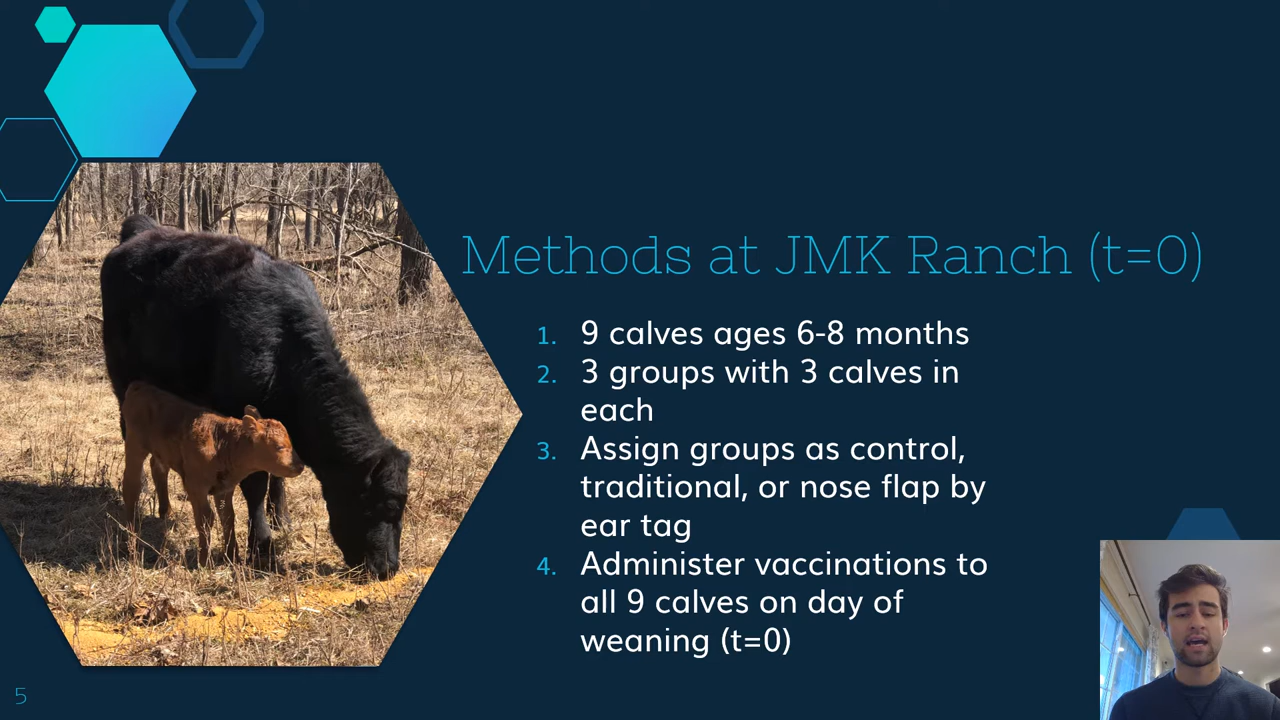 Methods at JMK Ranch (t=0)
1. 9 calves ages 6-8 months
2. 3 groups with 3 calves in
each
3. Assign groups as control,
traditional, or nose flap by
ear tag
4. Administer vaccinations to
all 9 calves on day of
weaning (t=0)
5